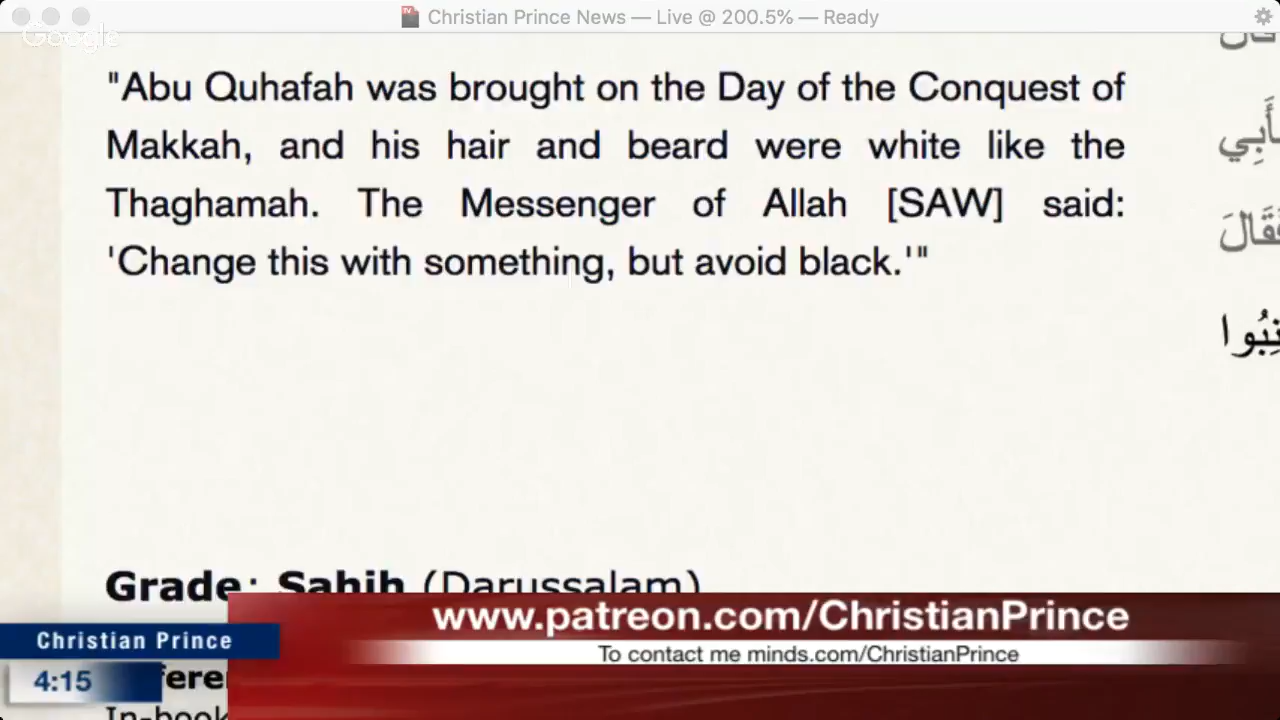 Christian Prince News — Live @ 200.5% — Ready
Google
"Abu Quhafah was brought on the Day of the Conquest of
Makkah, and his hair and beard were white like the
Thaghamah. The Messenger of Allah [SAW] said:
'Change this with something, but avoid black.'"
Grade: Sahih (Darussalam)
www.patreon.com/ChristianPrince
To contact me minds.com/ChristianPrince
Christian Prince
4:15
In-book